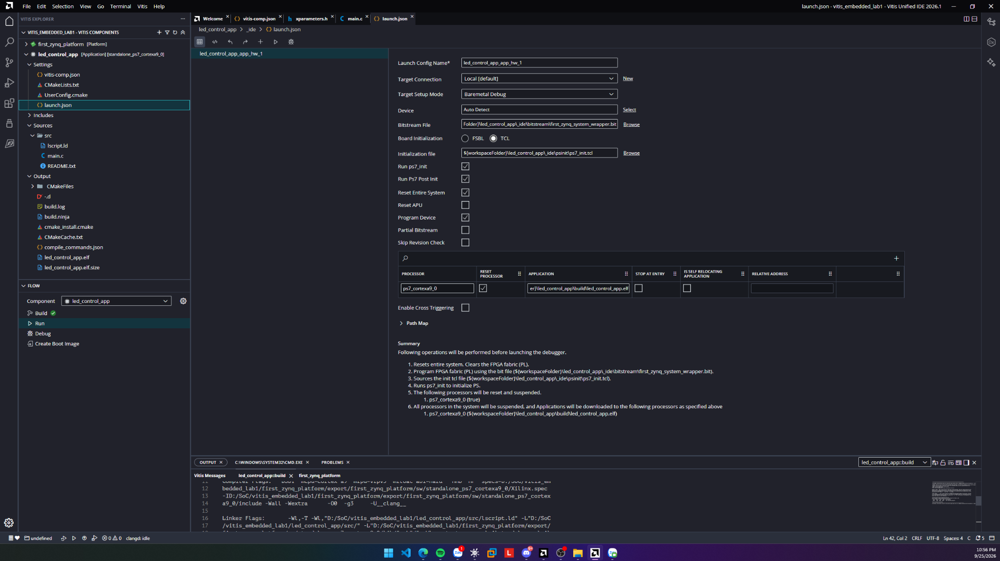 File Edit Selection View Go Terminal Vitis Help
launch.json - vitis_embedded_lab1 - Vitis Unified IDE 2026.1
VITIS EXPLORER
VITIS_EMBEDDED_LAB1 - VITIS COMPONENTS
first_zynq_platform [Platform]
led_control_app [Application] [standalone_ps7_cortexa9_0]
Settings
vitis-comp.json
CMakeLists.txt
UserConfig.cmake
launch.json
Includes
Sources
src
lscript.ld
main.c
README.txt
Output
CMakeFiles
-.d
build.log
build.ninja
cmake_install.cmake
CMakeCache.txt
compile_commands.json
led_control_app.elf
led_control_app.elf.size
FLOW
Component led_control_app
Build
Run
Debug
Create Boot Image
Welcome vitis-comp.json xparameters.h main.c launch.json
led_control_app > _ide > launch.json
led_control_app_app_hw_1
Launch Config Name* led_control_app_app_hw_1
Target Connection Local [default] New
Target Setup Mode Baremetal Debug
Device Auto Detect Select
Bitstream File Folder}\led_control_app\_ide\bitstream\first_zynq_system_wrapper.bit Browse
Board Initialization FSBL TCL
Initialization file ${workspaceFolder}\led_control_app\_ide\psinit\ps7_init.tcl Browse
Run ps7_init
Run Ps7 Post Init
Reset Entire System
Reset APU
Program Device
Partial Bitstream
Skip Revision Check
PROCESSOR RESET PROCESSOR APPLICATION STOP AT ENTRY IS SELF RELOCATING APPLICATION RELATIVE ADDRESS
ps7_cortexa9_0 er}\led_control_app\build\led_control_app.elf
Enable Cross Triggering
Path Map
Summary
Following operations will be performed before launching the debugger.
1. Resets entire system. Clears the FPGA fabric (PL).
2. Program FPGA fabric (PL) using the bit file (${workspaceFolder}\led_control_app\_ide\bitstream\first_zynq_system_wrapper.bit).
3. Sources the init tcl file (${workspaceFolder}\led_control_app\_ide\psinit\ps7_init.tcl).
4. Runs ps7_init to initialize PS.
5. The following processors will be reset and suspended.
1. ps7_cortexa9_0 (true)
6. All processors in the system will be suspended, and Applications will be downloaded to the following processors as specified above
1. ps7_cortexa9_0 (${workspaceFolder}\led_control_app\build\led_control_app.elf)
OUTPUT C:\WINDOWS\SYSTEM32\CMD.EXE PROBLEMS
led_control_app::build
Vitis Messages led_control_app::build first_zynq_platform
12 bedded_lab1/first_zynq_platform/export/first_zynq_platform/sw/standalone_ps7_cortexa9_0/Xilinx.spec
13 -ID:/SoC/vitis_embedded_lab1/first_zynq_platform/export/first_zynq_platform/sw/standalone_ps7_cortex
14 a9_0/include -Wall -Wextra -O0 -g3 -U__clang__
15
16 Linker Flags: -Wl,-T -Wl,"D:/SoC/vitis_embedded_lab1/led_control_app/src/lscript.ld" -L"D:/SoC
17 /vitis_embedded_lab1/led_control_app/src/" -L"D:/SoC/vitis_embedded_lab1/first_zynq_platform/export/
undefined 0 0 clangd: idle
Ln 42, Col 2 CRLF UTF-8 Spaces: 4 C 5
10:56 PM
9/25/2026